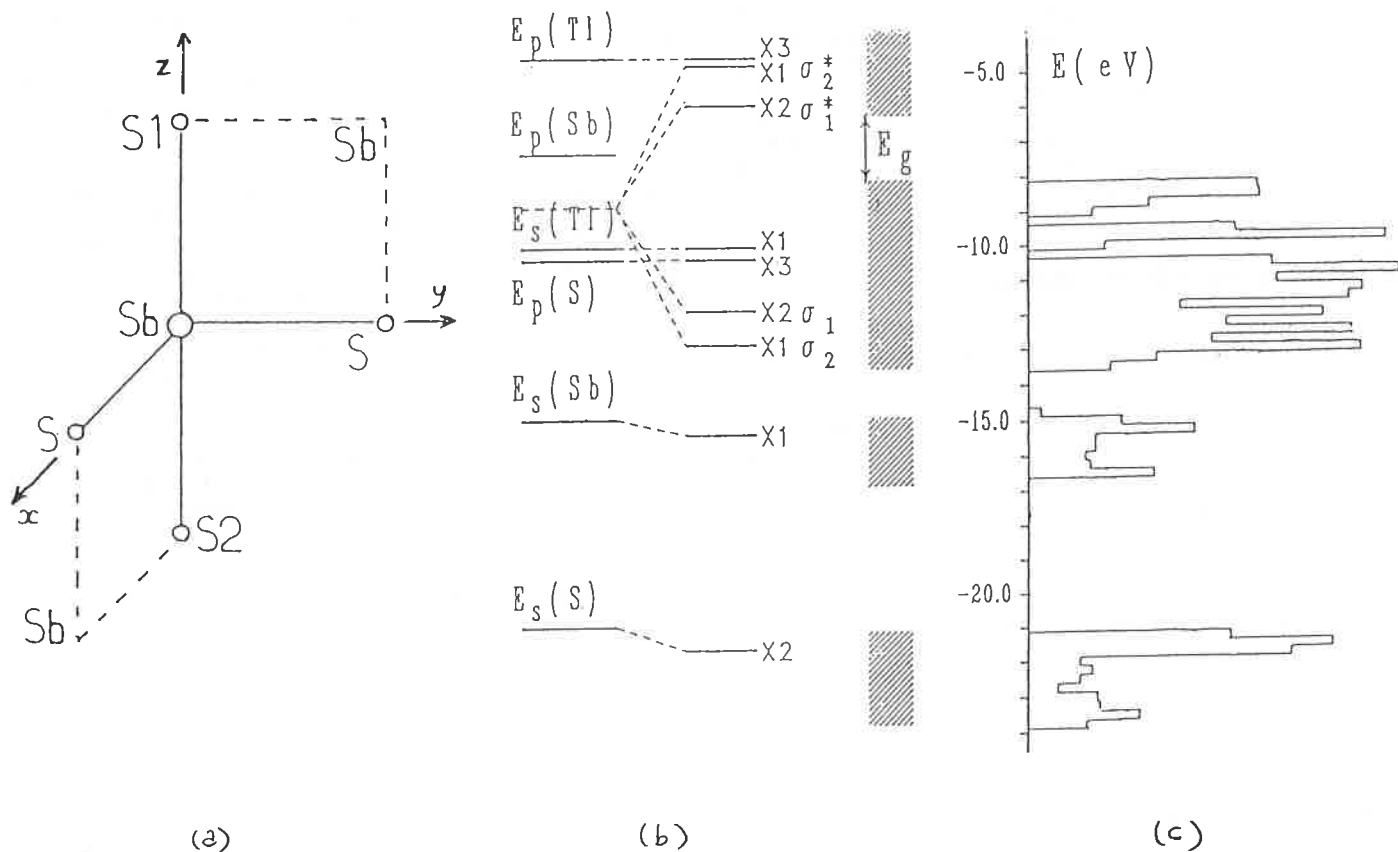 z
S1
Sb
Sb
y
S
S
x
S2
Sb
(a)
E_p(Tl)
E_p(Sb)
E_s(Tl)
E_p(S)
E_s(Sb)
E_s(S)
X3
X1 σ*_2
X2 σ*_1
X1
X3
X2 σ_1
X1 σ_2
X1
X2
E_g
(b)
E(eV)
-5.0
-10.0
-15.0
-20.0
(c)